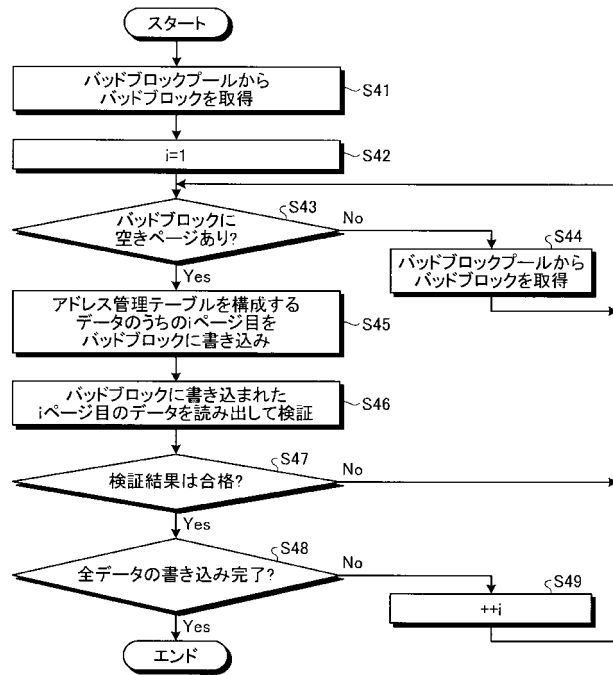 スタート
バッドブロックプールから
バッドブロックを取得
S41
i=1
S42
S43
バッドブロックに
空きページあり?
No
Yes
S44
バッドブロックプールから
バッドブロックを取得
アドレス管理テーブルを構成する
データのうちのiページ目を
バッドブロックに書き込み
S45
バッドブロックに書き込まれた
iページ目のデータを読み出して検証
S46
S47
検証結果は合格?
No
Yes
S48
全データの書き込み完了?
No
Yes
S49
++i
エンド